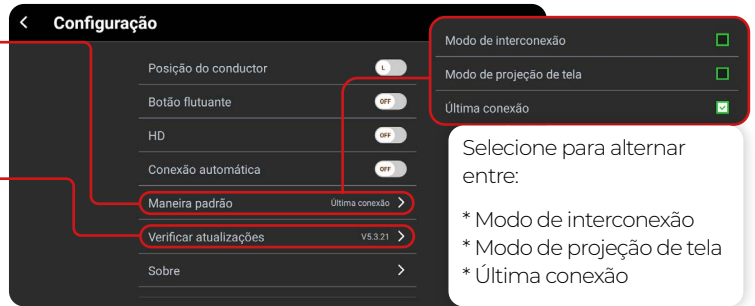 Configuração
Posição do conductor
L
Botão flutuante
OFF
HD
OFF
Conexão automática
OFF
Maneira padrão
Última conexão
Verificar atualizações
V5.3.21
Sobre
Modo de interconexão
Modo de projeção de tela
Última conexão
Selecione para alternar
entre:
* Modo de interconexão
* Modo de projeção de tela
* Última conexão